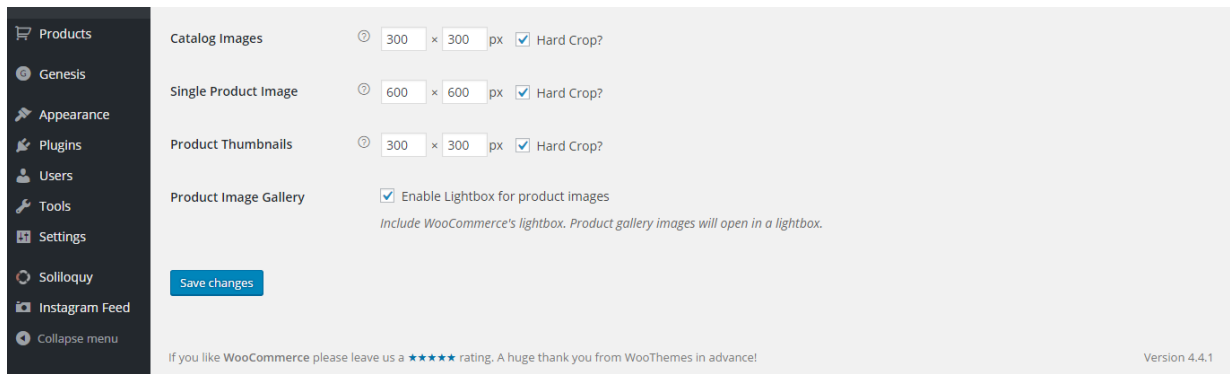 Products
Genesis
Appearance
Plugins
Users
Tools
Settings
Soliloquy
Instagram Feed
Collapse menu
Catalog Images 300 × 300 px Hard Crop?
Single Product Image 600 × 600 px Hard Crop?
Product Thumbnails 300 × 300 px Hard Crop?
Product Image Gallery Enable Lightbox for product images
Include WooCommerce's lightbox. Product gallery images will open in a lightbox.
Save changes
If you like WooCommerce please leave us a ★★★★★ rating. A huge thank you from WooThemes in advance! Version 4.4.1